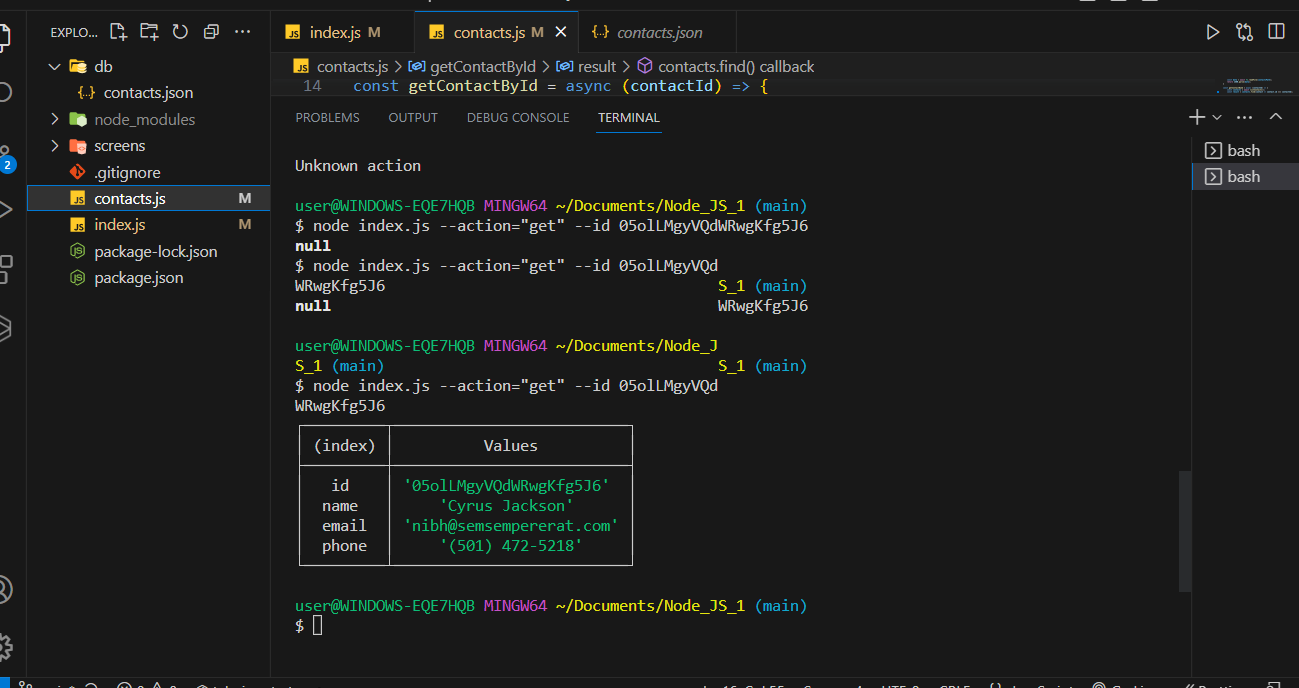 EXPLO...
db
contacts.json
node_modules
screens
.gitignore
contacts.js M
index.js M
package-lock.json
package.json
2
index.js M
contacts.js M
contacts.json
contacts.js > getContactById > result > contacts.find() callback
14 const getContactById = async (contactId) => {
PROBLEMS OUTPUT DEBUG CONSOLE TERMINAL
bash
bash
Unknown action
user@WINDOWS-EQE7HQB MINGW64 ~/Documents/Node_JS_1 (main)
$ node index.js --action="get" --id 05olLMgyVQdWRwgKfg5J6
null
$ node index.js --action="get" --id 05olLMgyVQd
WRwgKfg5J6 S_1 (main)
null WRwgKfg5J6
user@WINDOWS-EQE7HQB MINGW64 ~/Documents/Node_J
S_1 (main) S_1 (main)
$ node index.js --action="get" --id 05olLMgyVQd
WRwgKfg5J6
(index) Values
id '05olLMgyVQdWRwgKfg5J6'
name 'Cyrus Jackson'
email 'nibh@semsempererat.com'
phone '(501) 472-5218'
user@WINDOWS-EQE7HQB MINGW64 ~/Documents/Node_JS_1 (main)
$